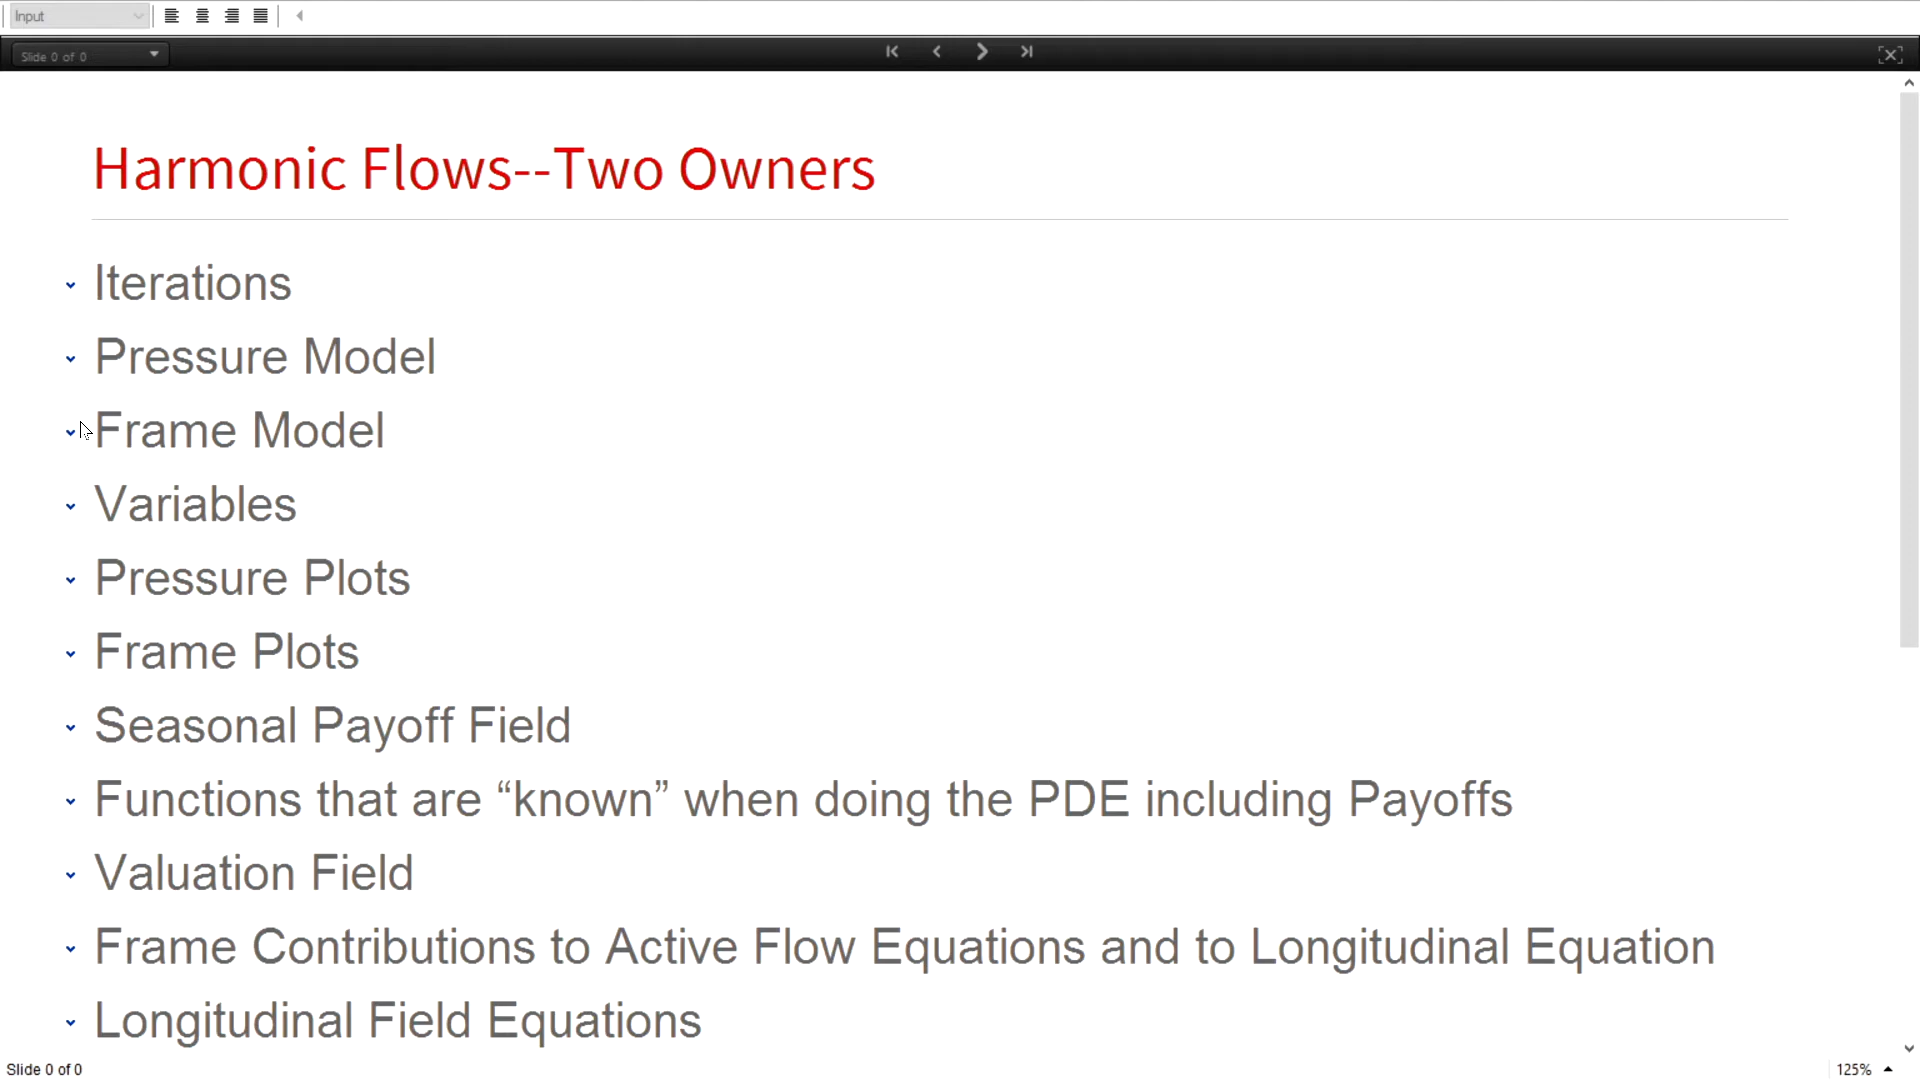 Input
Slide 0 of 0
Harmonic Flows--Two Owners
Iterations
Pressure Model
Frame Model
Variables
Pressure Plots
Frame Plots
Seasonal Payoff Field
Functions that are “known” when doing the PDE including Payoffs
Valuation Field
Frame Contributions to Active Flow Equations and to Longitudinal Equation
Longitudinal Field Equations
Slide 0 of 0
125%